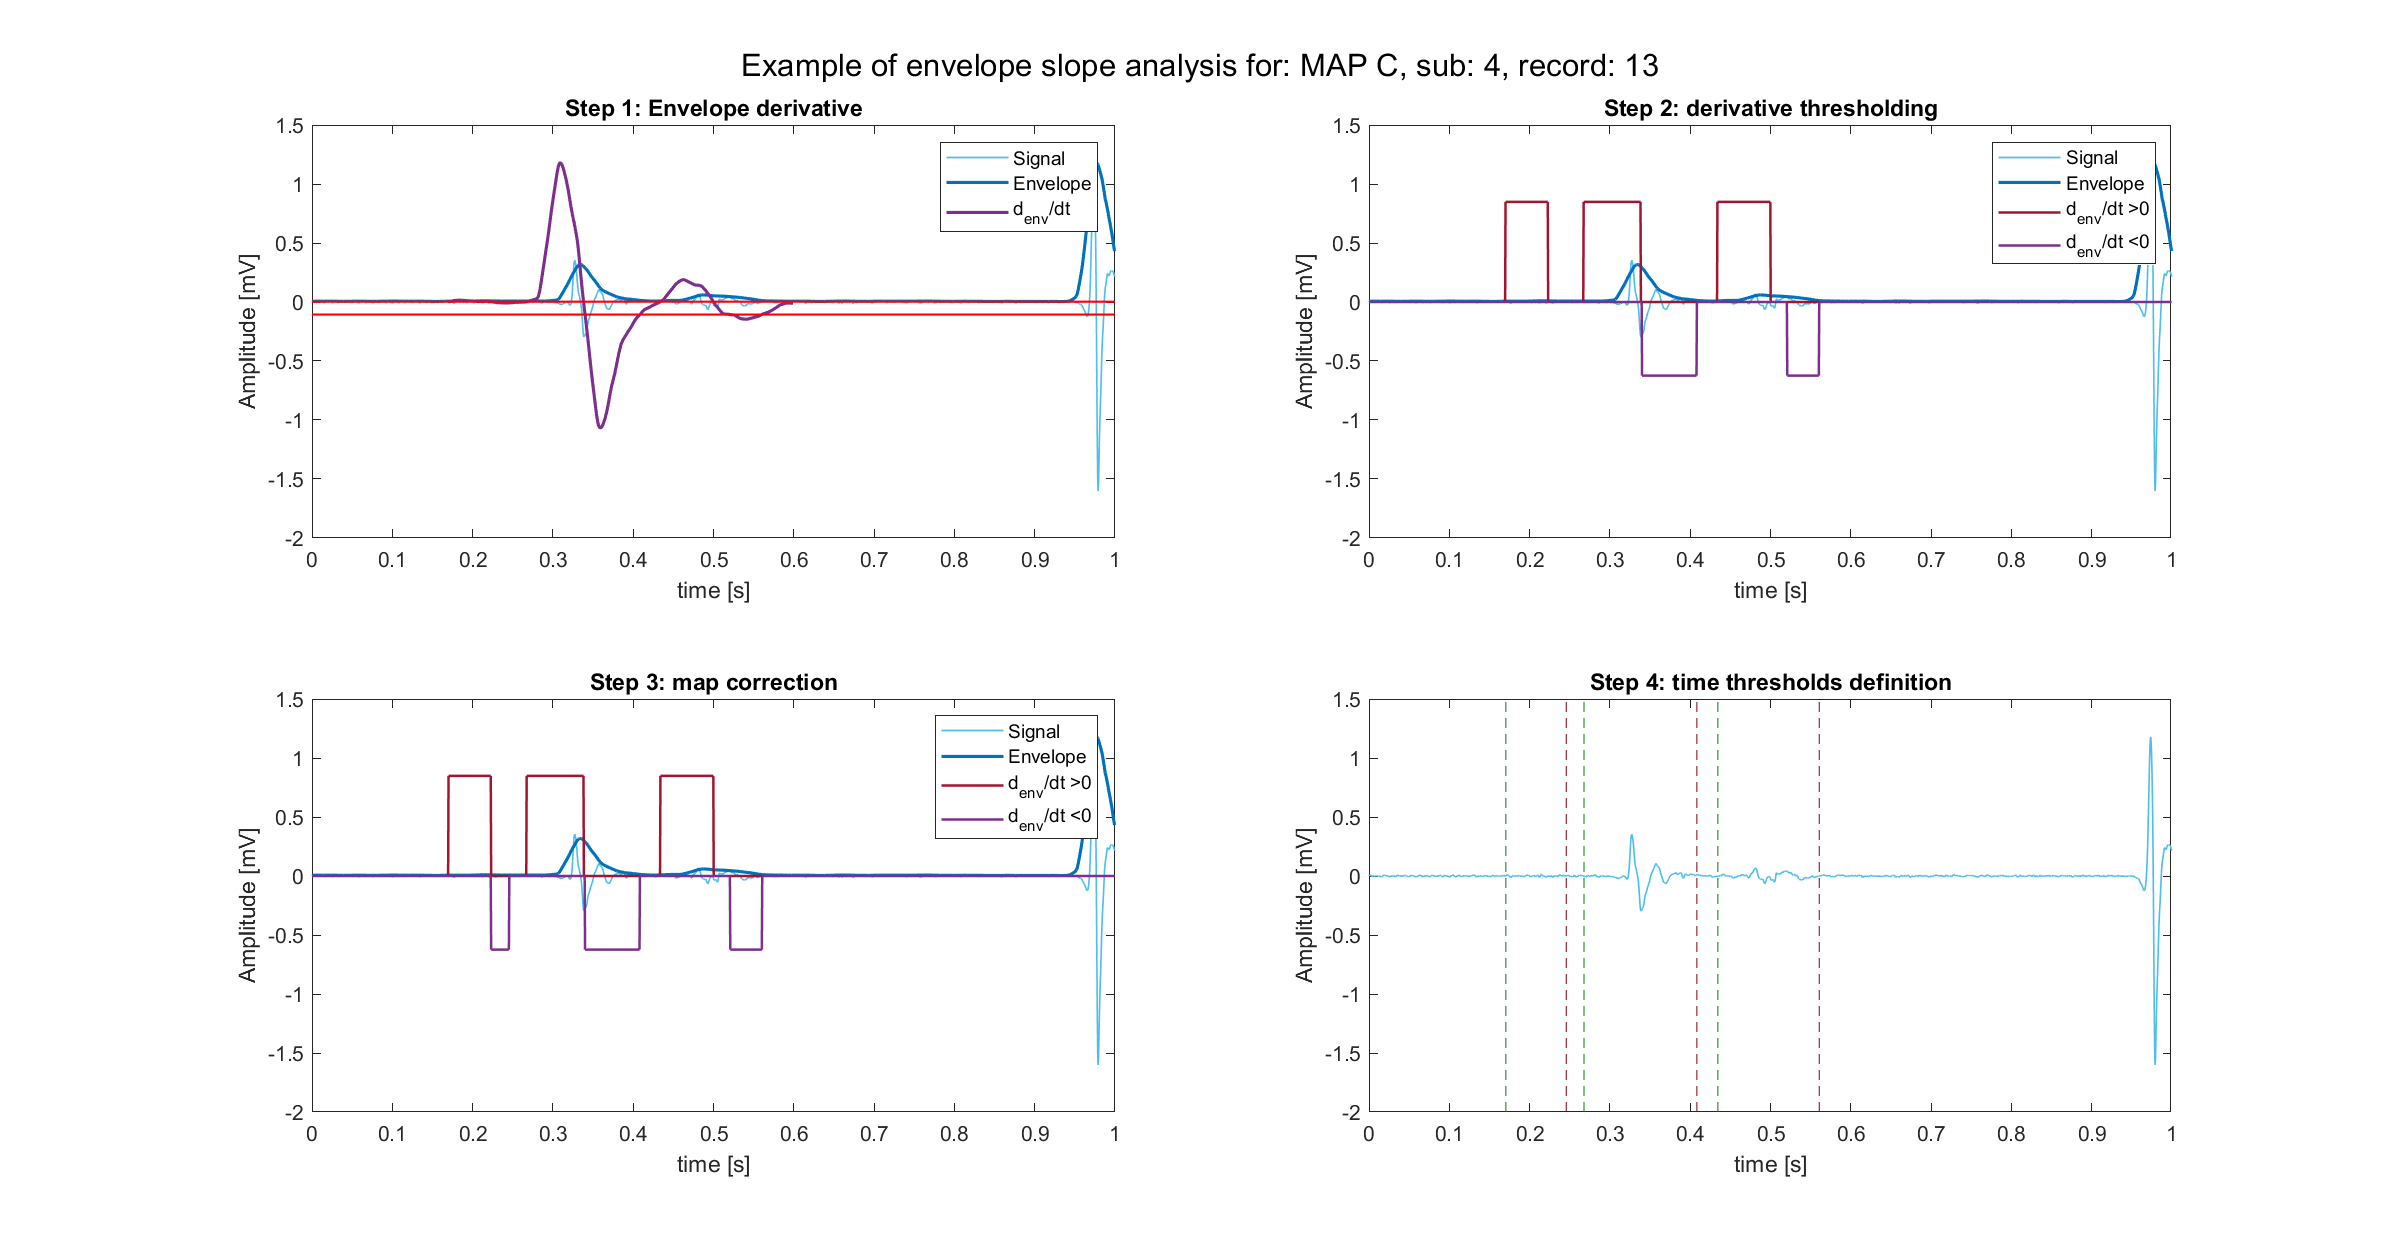 Example of envelope slope analysis for: MAP C, sub: 4, record: 13
Step 1: Envelope derivative
1.5
1
0.5
0
-0.5
-1
-1.5
-2
Amplitude [mV]
0 0.1 0.2 0.3 0.4 0.5 0.6 0.7 0.8 0.9 1
time [s]
Signal
Envelope
d_env/dt
Step 2: derivative thresholding
1.5
1
0.5
0
-0.5
-1
-1.5
-2
Amplitude [mV]
0 0.1 0.2 0.3 0.4 0.5 0.6 0.7 0.8 0.9 1
time [s]
Signal
Envelope
d_env/dt >0
d_env/dt <0
Step 3: map correction
1.5
1
0.5
0
-0.5
-1
-1.5
-2
Amplitude [mV]
0 0.1 0.2 0.3 0.4 0.5 0.6 0.7 0.8 0.9 1
time [s]
Signal
Envelope
d_env/dt >0
d_env/dt <0
Step 4: time thresholds definition
1.5
1
0.5
0
-0.5
-1
-1.5
-2
Amplitude [mV]
0 0.1 0.2 0.3 0.4 0.5 0.6 0.7 0.8 0.9 1
time [s]